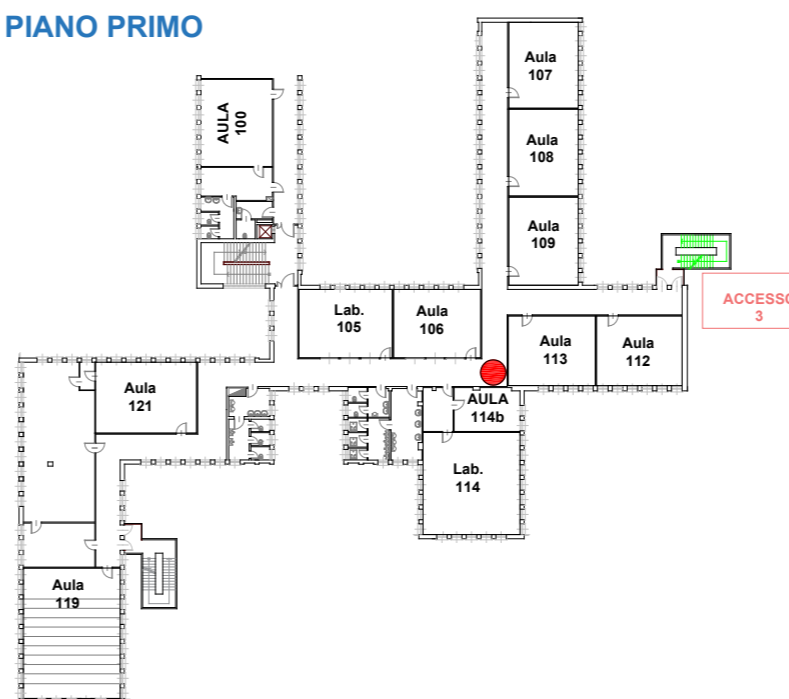 PIANO PRIMO
Aula
107
AULA
100
Aula
108
Aula
109
ACCESSO
3
Lab.
105
Aula
106
Aula
113
Aula
112
Aula
121
AULA
114b
Lab.
114
Aula
119